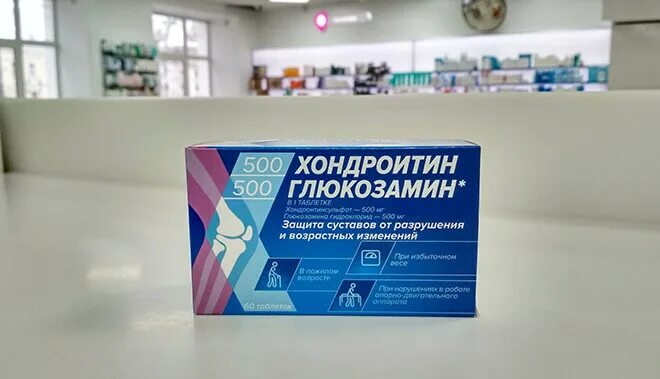 500 ХОНДРОИТИН
500 ГЛЮКОЗАМИН*
В 1 ТАБЛЕТКЕ
Хондроитинсульфат — 500 мг
Глюкозамина гидрохлорид — 500 мг
Защита суставов от разрушения
и возрастных изменений
В пожилом
возрасте
При избыточном
весе
При нарушениях в работе
опорно-двигательного
аппарата
60 таблеток